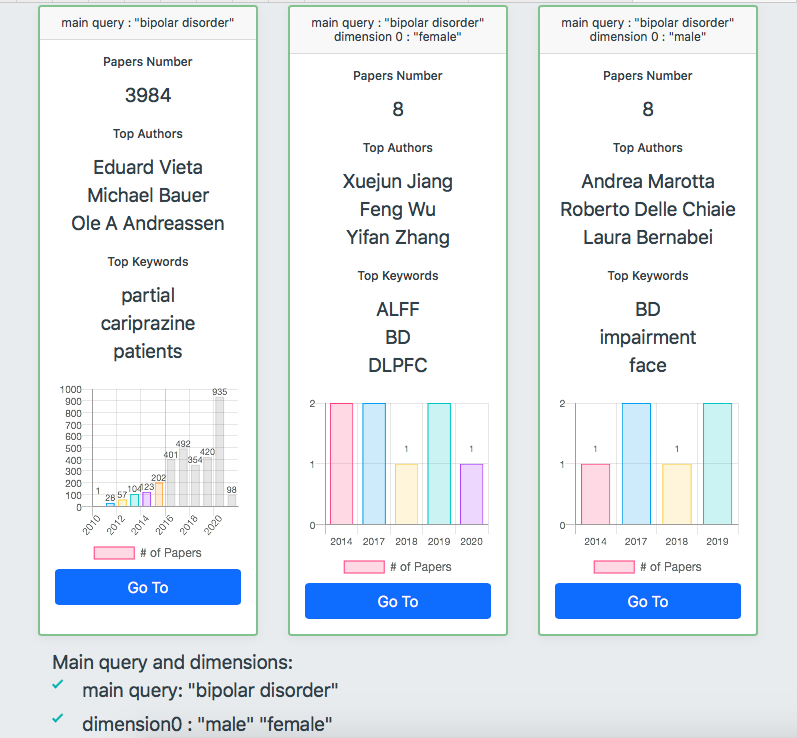 main query : "bipolar disorder"
Papers Number
3984
Top Authors
Eduard Vieta
Michael Bauer
Ole A Andreassen
Top Keywords
partial
cariprazine
patients
1000
900
800
700
600
500
400
300
200
100
0
1
28
57
104
123
202
401
492
354
420
935
98
2010
2012
2014
2016
2018
2020
# of Papers
Go To
main query : "bipolar disorder"
dimension 0 : "female"
Papers Number
8
Top Authors
Xuejun Jiang
Feng Wu
Yifan Zhang
Top Keywords
ALFF
BD
DLPFC
2
1
0
1
1
2014 2017 2018 2019 2020
# of Papers
Go To
main query : "bipolar disorder"
dimension 0 : "male"
Papers Number
8
Top Authors
Andrea Marotta
Roberto Delle Chiaie
Laura Bernabei
Top Keywords
BD
impairment
face
2
1
0
1
1
2014 2017 2018 2019
# of Papers
Go To
Main query and dimensions:
main query: "bipolar disorder"
dimension0 : "male" "female"